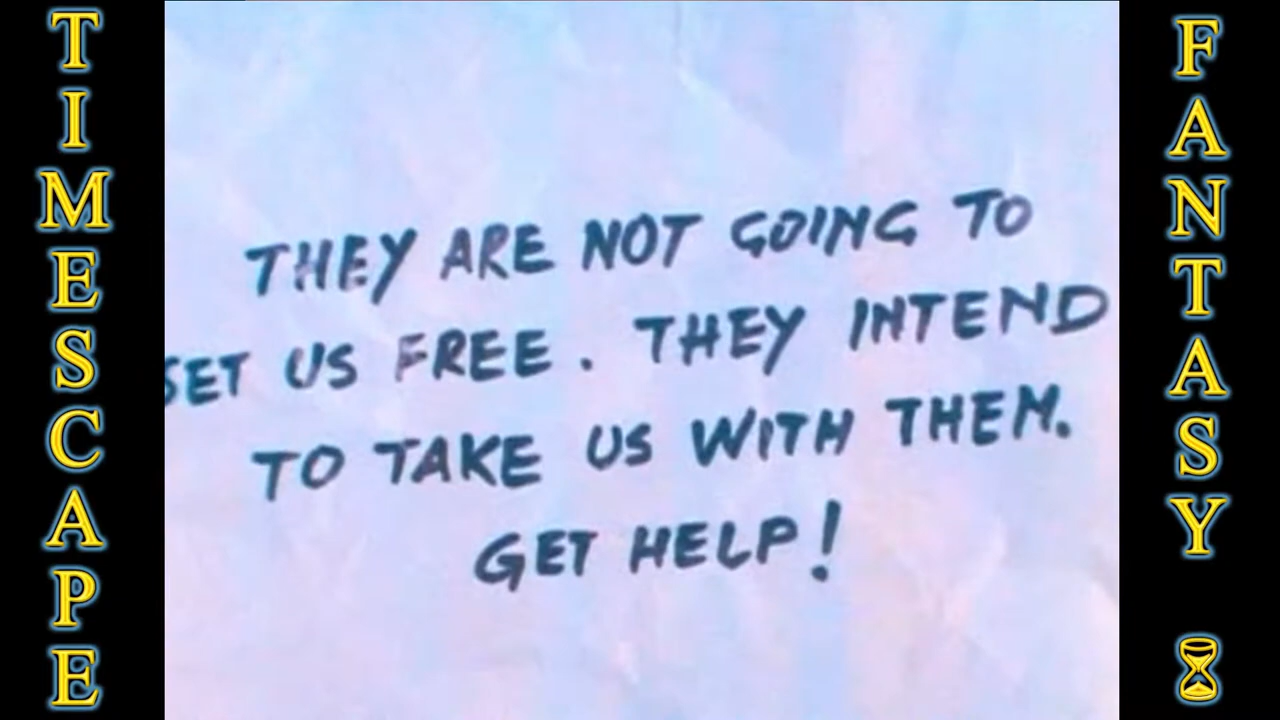 TIMESCAPE
THEY ARE NOT GOING TO
SET US FREE. THEY INTEND
TO TAKE US WITH THEM.
GET HELP!
FANTASY